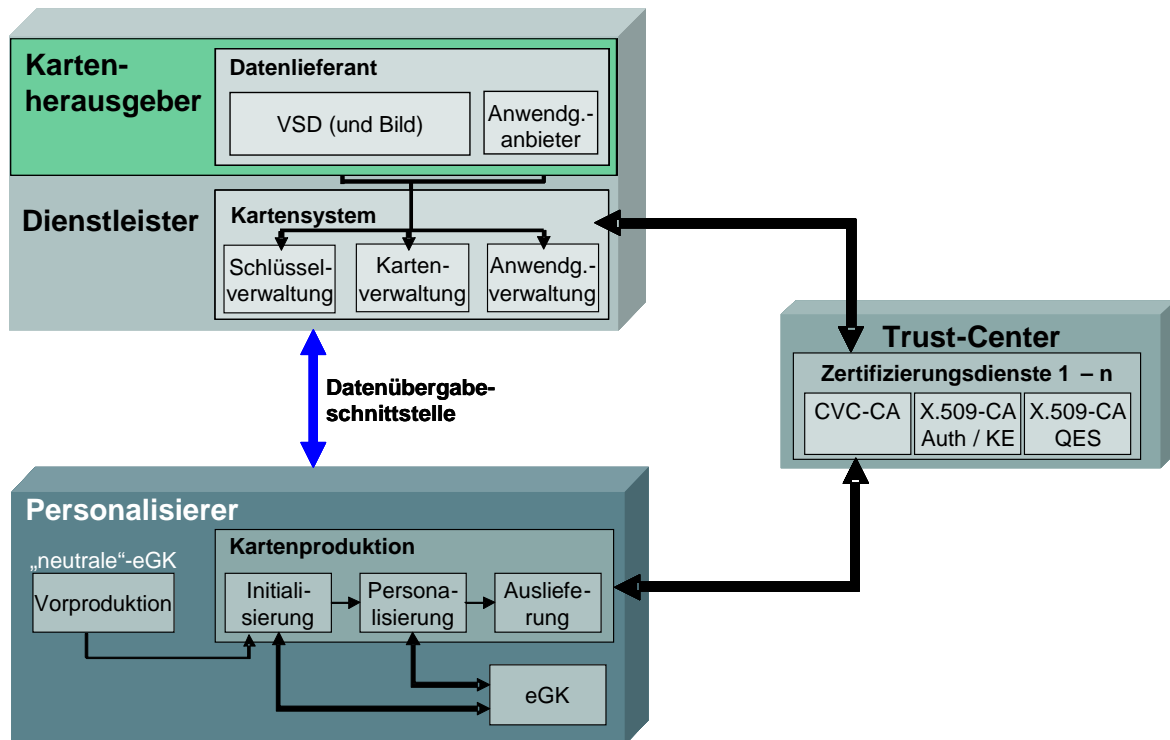 Karten-
herausgeber
Datenlieferant
VSD (und Bild)
Anwendg.-
anbieter
Dienstleister
Kartensystem
Schlüssel-
verwaltung
Karten-
verwaltung
Anwendg.-
verwaltung
Datenübergabe-
schnittstelle
Trust-Center
Zertifizierungsdienste 1 – n
CVC-CA
X.509-CA
Auth / KE
X.509-CA
QES
Personalisierer
„neutrale“-eGK
Vorproduktion
Kartenproduktion
Initiali-
sierung
Persona-
lisierung
Ausliefe-
rung
eGK